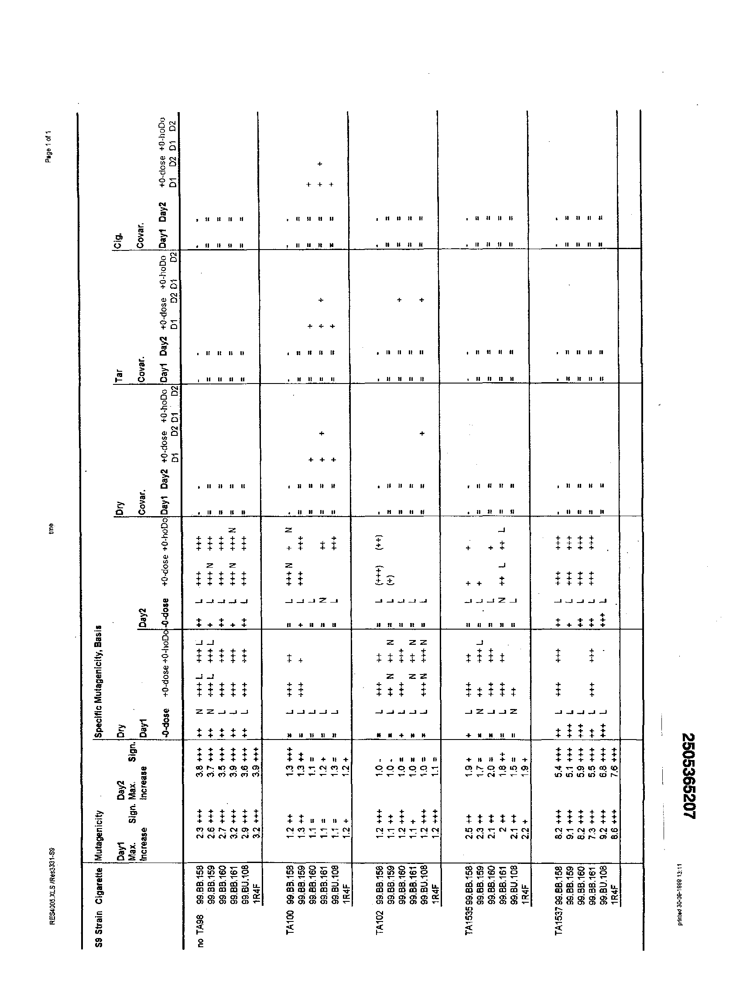 /Res3331-S9 time Page 1 of 1
S9 Strain Cigarette Mutagenicity Specific Mutagenicity, Basis
Dry Dry Tar Cig.
Day1 Day2 Day1 Day2 Covar. Covar. Covar.
Max. Sign. Max. Sign. -0-dose +0-dose +0-hoDo -0-dose +0-dose +0-hoDo Day1 Day2 +0-dose +0-hoDo Day1 Day2 +0-dose +0-hoDo Day1 Day2 +0-dose +0-hoDo
Increase Increase D1 D2 D1 D2 D1 D2 D1 D2 D1 D2 D1 D2
no TA98 99.BB.158 2.3 +++ 3.8 +++ ++ N +++ L +++ L ++ L +++ +++ - - - - - -
99.BB.159 2.6 +++ 3.7 +++ ++ N +++ L +++ L + L +++ N +++ = = = = = =
99.BB.160 2.7 +++ 3.5 +++ ++ L +++ +++ ++ L +++ +++ = = = = = =
99.BB.161 3.2 +++ 3.9 +++ ++ L +++ +++ + L +++ N +++ N = = = = = =
99.BU.108 2.9 +++ 3.6 +++ ++ L +++ +++ ++ L +++ +++ = = = = = =
1R4F 3.2 +++ 3.9 +++
TA100 99.BB.158 1.2 ++ 1.3 +++ = L +++ ++ = L +++ N + N - - - - - -
99.BB.159 1.3 ++ 1.3 ++ = L +++ + + L +++ +++ = = = = = =
99.BB.160 1.1 = 1.1 = = L = L = = + = = + = = +
99.BB.161 1.1 = 1.2 + = L = N ++ = = + + = = + + = = + +
99.BU.108 1.1 = 1.3 = = L = L +++ = = + = = + = = +
1R4F 1.2 + 1.2 +
TA102 99.BB.158 1.2 +++ 1.0 - = L +++ ++ = L (+++) (++) - - - - - -
99.BB.159 1.1 ++ 1.0 - = L ++ N ++ N = L (+) = = = = = =
99.BB.160 1.2 +++ 1.0 = + L +++ +++ = L = = = = + = =
99.BB.161 1.1 + 1.0 = = L = N = N = L = = = = = =
99.BU.108 1.2 +++ 1.0 = = L +++ N +++ N = L = = + = = + = =
1R4F 1.2 +++ 1.1 =
TA1535 99.BB.158 2.5 ++ 1.9 + + L +++ ++ = L + + - - - - - -
99.BB.159 2.3 ++ 1.7 = = N ++ +++ L = L + = = = = = =
99.BB.160 2.1 ++ 2.0 = = L +++ +++ = L + = = = = = =
99.BB.161 2 ++ 1.8 ++ = L +++ ++ = N ++ L ++ L = = = = = =
99.BU.108 2.1 ++ 1.5 = = N ++ = L = = = = = =
1R4F 2.2 + 1.9 +
TA1537 99.BB.158 8.2 +++ 5.4 +++ ++ L +++ +++ ++ L +++ +++ - - - - - -
99.BB.159 9.1 +++ 5.1 +++ +++ L + L +++ +++ = = = = = =
99.BB.160 8.2 +++ 5.9 +++ +++ L ++ L +++ +++ = = = = = =
99.BB.161 7.3 +++ 5.5 +++ ++ L +++ +++ ++ L +++ +++ = = = = = =
99.BU.108 9.2 +++ 6.8 +++ +++ L +++ L = = = = = =
1R4F 8.6 +++ 7.6 +++
printed 30-09-1999 13:11
2505365207